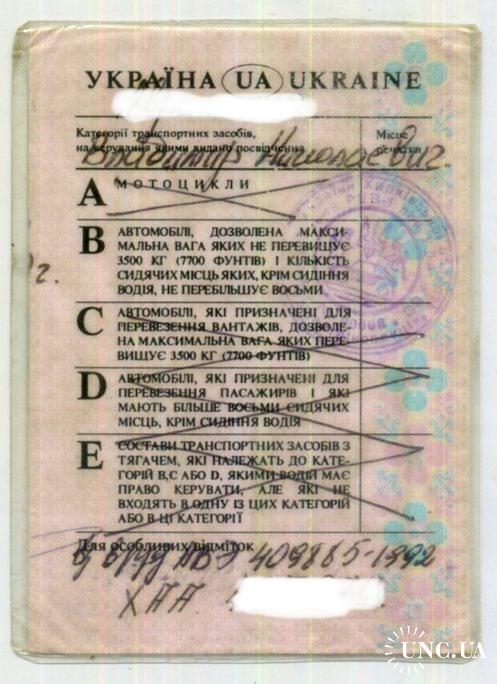 УКРАЇНА UA UKRAINE
Категорії транспортних засобів,
на керування якими видано посвідчення
Місце
печатки
Владимир Николаевич.
A МОТОЦИКЛИ
B АВТОМОБІЛІ, ДОЗВОЛЕНА МАКСИ-
МАЛЬНА ВАГА ЯКИХ НЕ ПЕРЕВИЩУЄ
3500 КГ (7700 ФУНТІВ) І КІЛЬКІСТЬ
СИДЯЧИХ МІСЦЬ ЯКИХ, КРІМ СИДІННЯ
ВОДІЯ, НЕ ПЕРЕБІЛЬШУЄ ВОСЬМИ
г.
C АВТОМОБІЛІ, ЯКІ ПРИЗНАЧЕНІ ДЛЯ
ПЕРЕВЕЗЕННЯ ВАНТАЖІВ, ДОЗВОЛЕ-
НА МАКСИМАЛЬНА ВАГА ЯКИХ ПЕРЕ-
ВИЩУЄ 3500 КГ (7700 ФУНТІВ)
D АВТОМОБІЛІ, ЯКІ ПРИЗНАЧЕНІ ДЛЯ
ПЕРЕВЕЗЕННЯ ПАСАЖИРІВ І ЯКІ
МАЮТЬ БІЛЬШЕ ВОСЬМИ СИДЯЧИХ
МІСЦЬ, КРІМ СИДІННЯ ВОДІЯ
E СОСТАВИ ТРАНСПОРТНИХ ЗАСОБІВ З
ТЯГАЧЕМ, ЯКІ НАЛЕЖАТЬ ДО КАТЕ-
ГОРІЙ В,С АБО D, ЯКИМИ ВОДІЙ МАЄ
ПРАВО КЕРУВАТИ, АЛЕ ЯКІ НЕ
ВХОДЯТЬ В ОДНУ ІЗ ЦИХ КАТЕГОРІЙ
АБО В ЦІ КАТЕГОРІЇ
Для особливих відміток
409885-1992
ХАА
UNC.UA